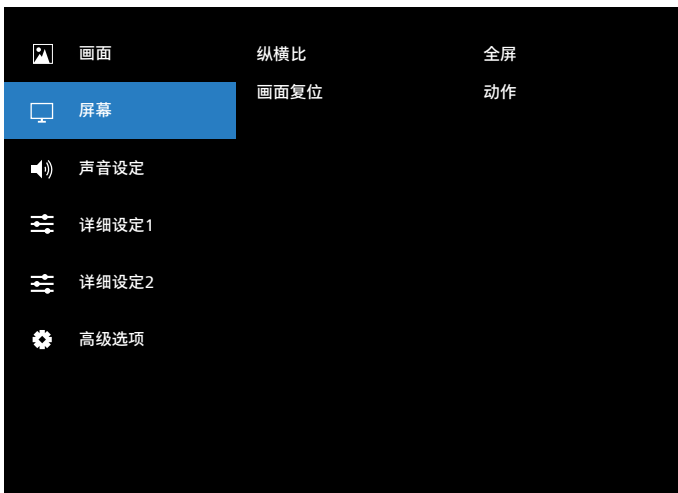 画面
纵横比
全屏
画面复位
动作
屏幕
声音设定
详细设定1
详细设定2
高级选项